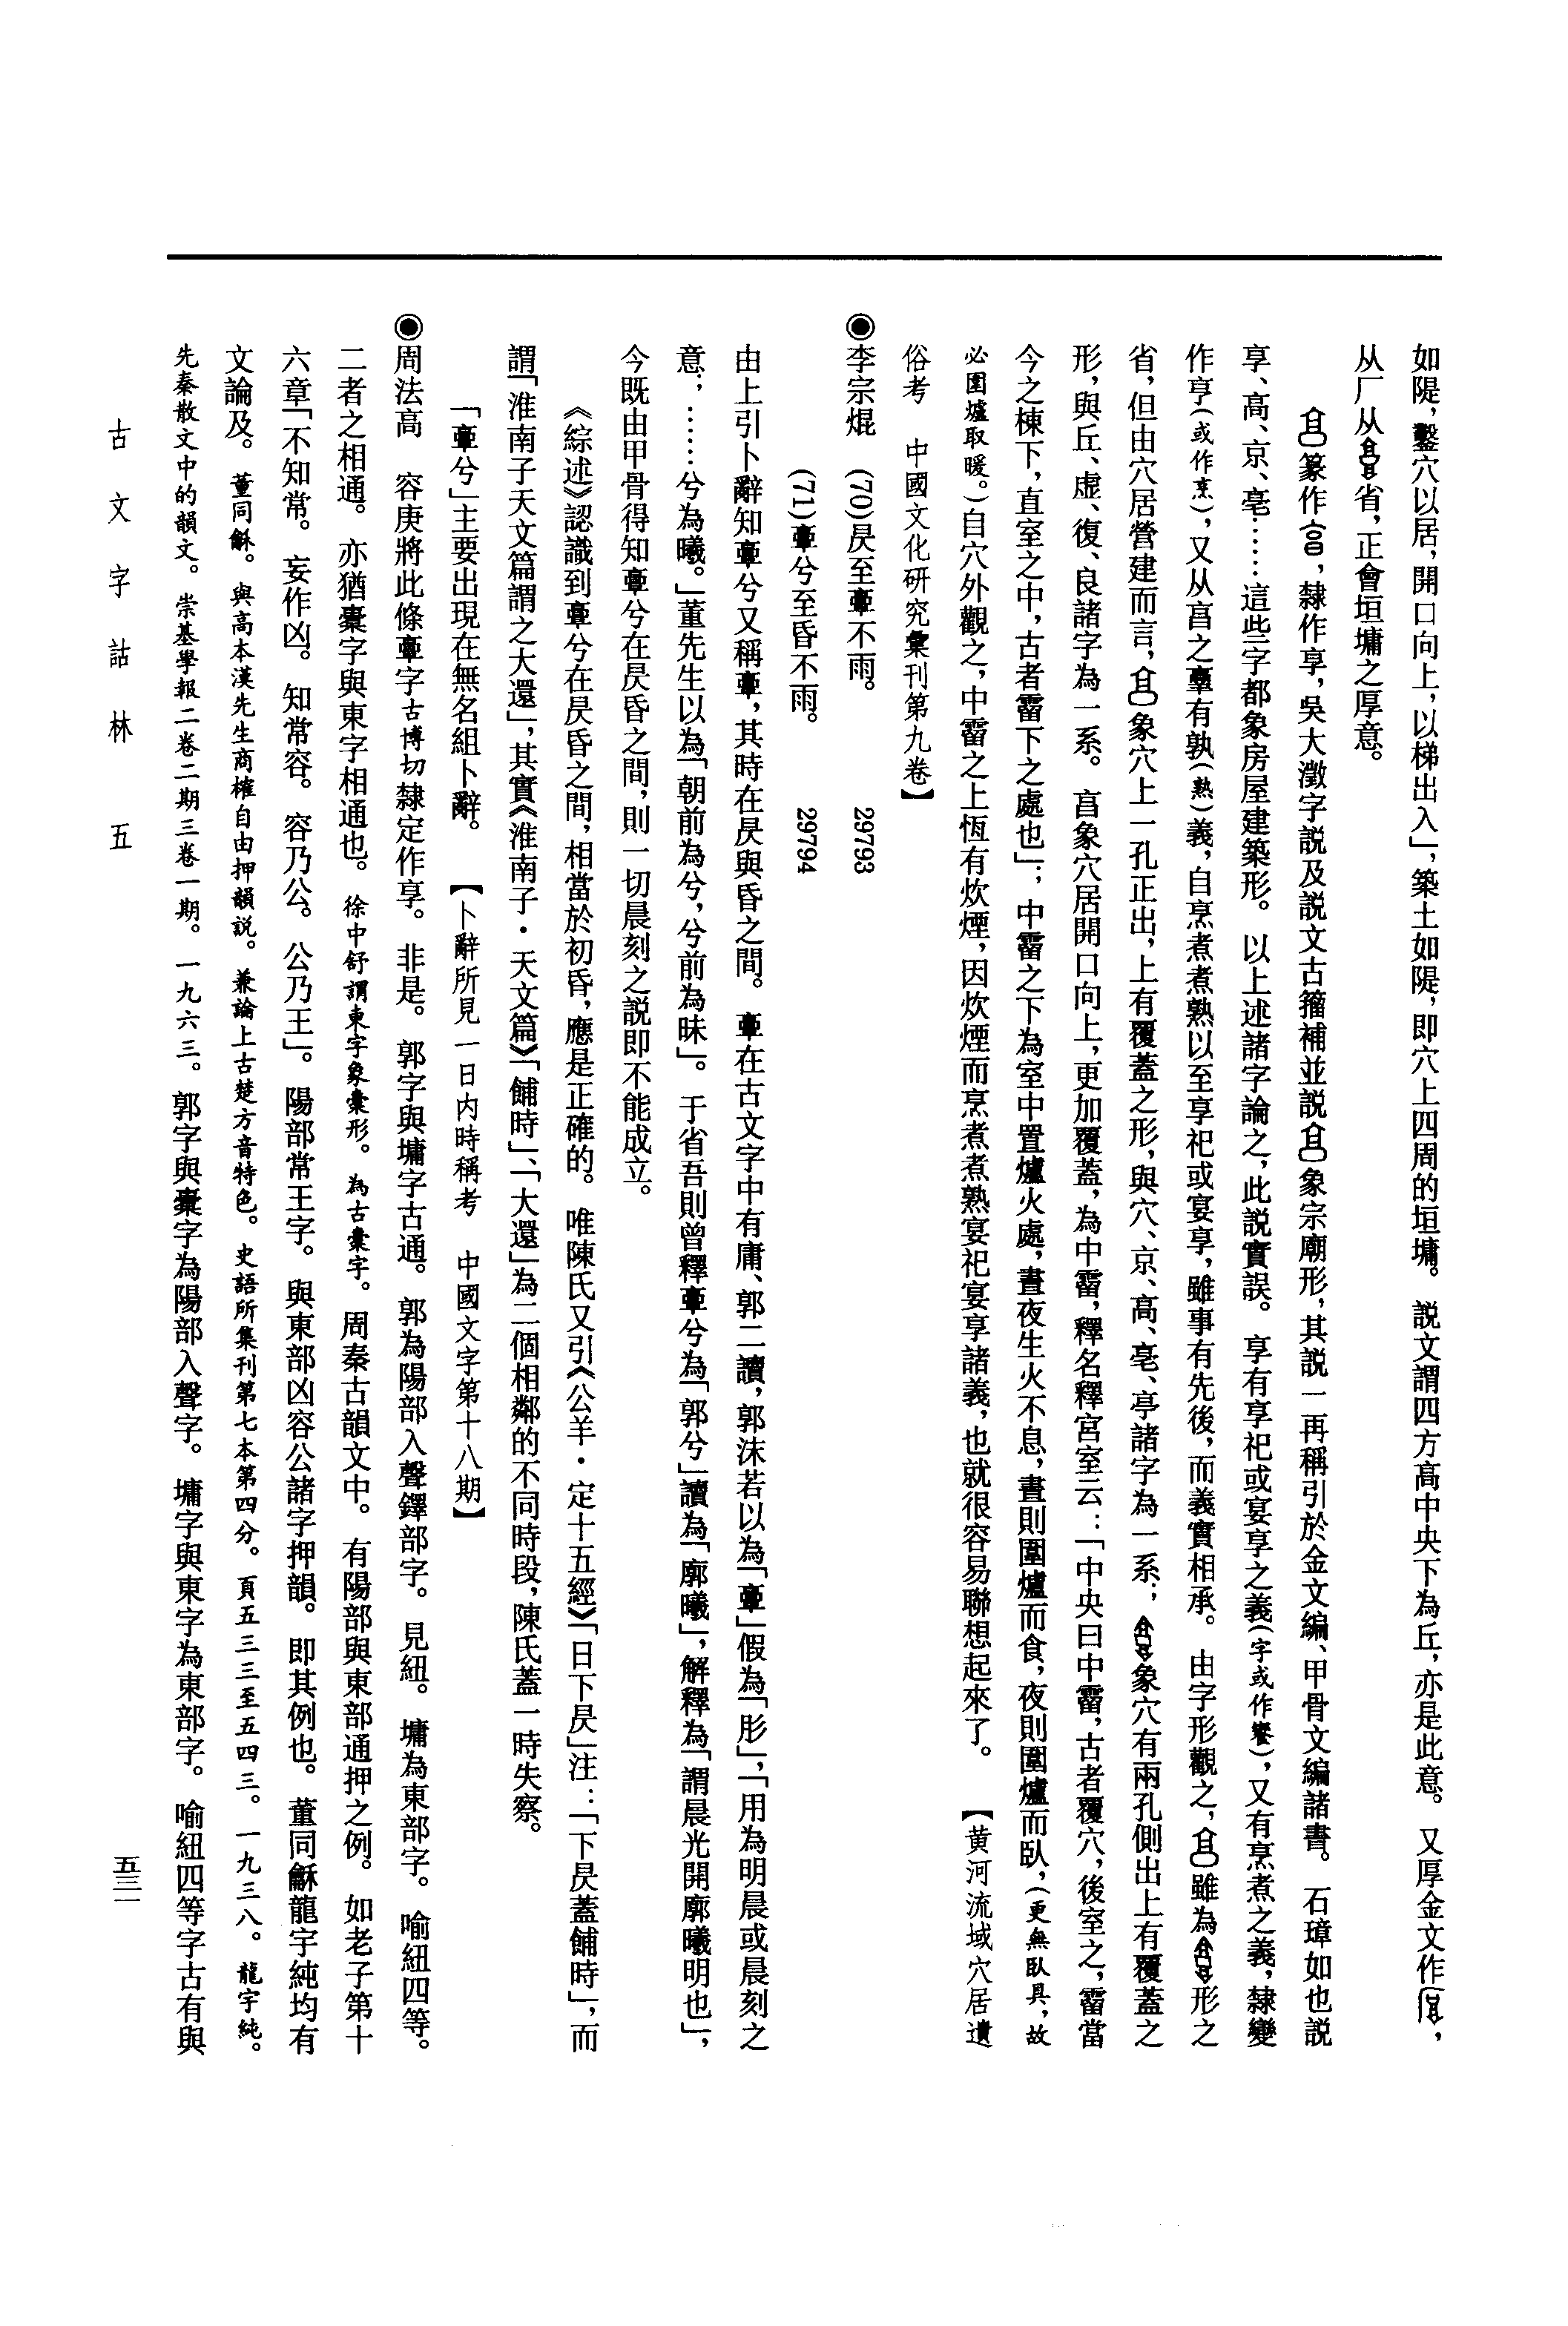 如隄，鑿穴以居，開口向上，以梯出入」，築土如隄，即穴上四周的垣墉。説文謂四方高中央下為丘，亦是此意。又厚金文作，
从厂从省，正會垣墉之厚意。
篆作，隸作享，吳大澂字説及説文古籀補並説象宗廟形，其説一再稱引於金文編、甲骨文編諸書。石璋如也説
享、高、京、亳……這些字都象房屋建築形。以上述諸字論之，此説實誤。享有享祀或宴享之義（字或作饗），又有烹煮之義，隸變
作亨（或作烹），又从亯之𦎫有孰（熟）義，自烹煮煮熟以至享祀或宴享，雖事有先後，而義實相承。由字形觀之，雖為形之
省，但由穴居營建而言，象穴上一孔正出，上有覆蓋之形，與穴、京、高、亳、亭諸字為一系；象穴有兩孔側出上有覆蓋之
形，與丘、虛、復、良諸字為一系。亯象穴居開口向上，更加覆蓋，為中霤，釋名釋宮室云：「中央曰中霤，古者覆穴，後室之，霤當
今之棟下，直室之中，古者霤下之處也」；中霤之下為室中置爐火處，晝夜生火不息，晝則圍爐而食，夜則圍爐而臥，（更無臥具，故
必圍爐取暖。）自穴外觀之，中霤之上恆有炊煙，因炊煙而烹煮煮熟宴祀宴享諸義，也就很容易聯想起來了。【黄河流域穴居遺
俗考　中國文化研究彙刊第九卷】
◉李宗焜　(70)昃至𩫏不雨。　29793
(71)𩫏兮至昏不雨。　29794
由上引卜辭知𩫏兮又稱𩫏，其時在昃與昏之間。𩫏在古文字中有庸、郭二讀，郭沫若以為「𩫏」假為「肜」，「用為明晨或晨刻之
意；……兮為曦。」董先生以為「朝前為兮，兮前為昧」。于省吾則曾釋𩫏兮為「郭兮」讀為「廓曦」，解釋為「謂晨光開廓曦明也」，
今既由甲骨得知𩫏兮在昃昏之間，則一切晨刻之説即不能成立。
《綜述》認識到𩫏兮在昃昏之間，相當於初昏，應是正確的。唯陳氏又引《公羊・定十五經》「日下昃」注：「下昃蓋餔時」，而
謂「淮南子天文篇謂之大還」，其實《淮南子・天文篇》「餔時」、「大還」為二個相鄰的不同時段，陳氏蓋一時失察。
「𩫏兮」主要出現在無名組卜辭。【卜辭所見一日内時稱考　中國文字第十八期】
◉周法高　容庚將此條𩫏字古博切隸定作享。非是。郭字與墉字古通。郭為陽部入聲鐸部字。見紐。墉為東部字。喻紐四等。
二者之相通。亦猶橐字與東字相通也。徐中舒謂東字象橐形。為古橐字。周秦古韻文中。有陽部與東部通押之例。如老子第十
六章「不知常。妄作凶。知常容。容乃公。公乃王」。陽部常王字。與東部凶容公諸字押韻。即其例也。董同龢龍宇純均有
文論及。董同龢。與高本漢先生商榷自由押韻説。兼論上古楚方音特色。史語所集刊第七本第四分。頁五三三至五四三。一九三八。龍宇純。
先秦散文中的韻文。崇基學報二卷二期三卷一期。一九六三。郭字與橐字為陽部入聲字。墉字與東字為東部字。喻紐四等字古有與
古文字詁林　五
五三一